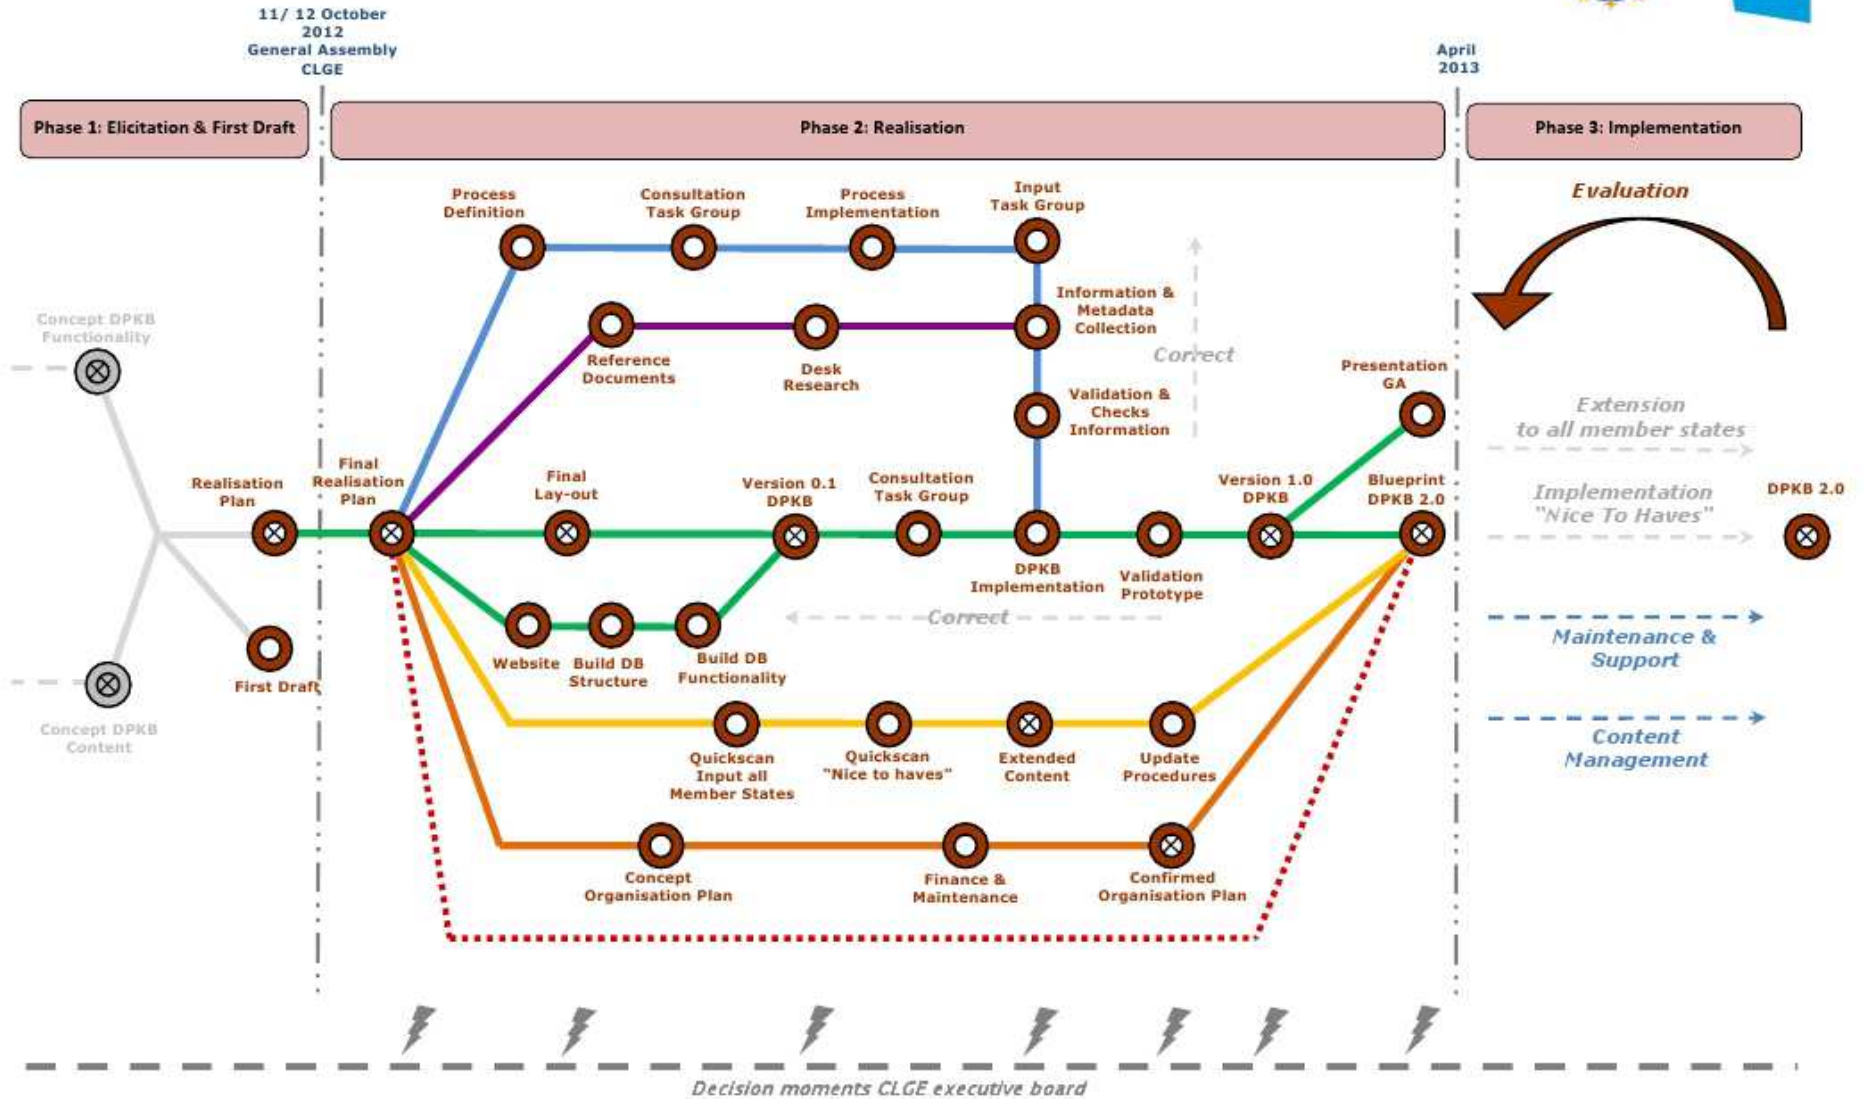 11/ 12 October
2012
General Assembly
CLGE
April
2013
Phase 1: Elicitation & First Draft
Phase 2: Realisation
Phase 3: Implementation
Process
Definition
Consultation
Task Group
Process
Implementation
Input
Task Group
Evaluation
Concept DPKB
Functionality
Reference
Documents
Desk
Research
Information &
Metadata
Collection
Correct
Validation &
Checks
Information
Presentation
GA
Extension
to all member states
Realisation
Plan
Final
Realisation
Plan
Final
Lay-out
Version 0.1
DPKB
Consultation
Task Group
DPKB
Implementation
Validation
Prototype
Version 1.0
DPKB
Blueprint
DPKB 2.0
Implementation
"Nice To Haves"
DPKB 2.0
Correct
First Draft
Website
Build DB
Structure
Build DB
Functionality
Maintenance &
Support
Concept DPKB
Content
Quickscan
Input all
Member States
Quickscan
"Nice to haves"
Extended
Content
Update
Procedures
Content
Management
Concept
Organisation Plan
Finance &
Maintenance
Confirmed
Organisation Plan
Decision moments CLGE executive board